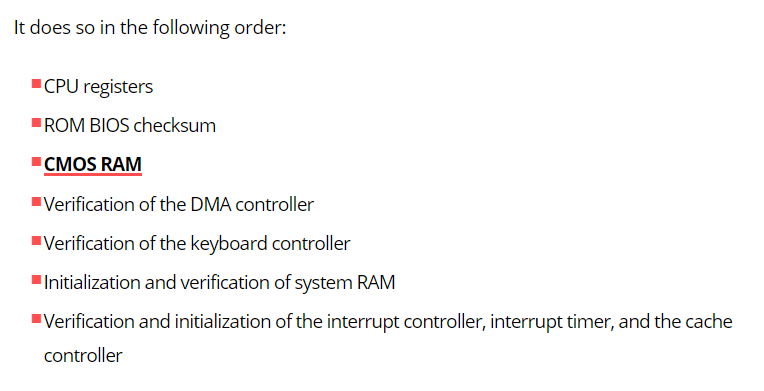 It does so in the following order:
CPU registers
ROM BIOS checksum
CMOS RAM
Verification of the DMA controller
Verification of the keyboard controller
Initialization and verification of system RAM
Verification and initialization of the interrupt controller, interrupt timer, and the cache
controller